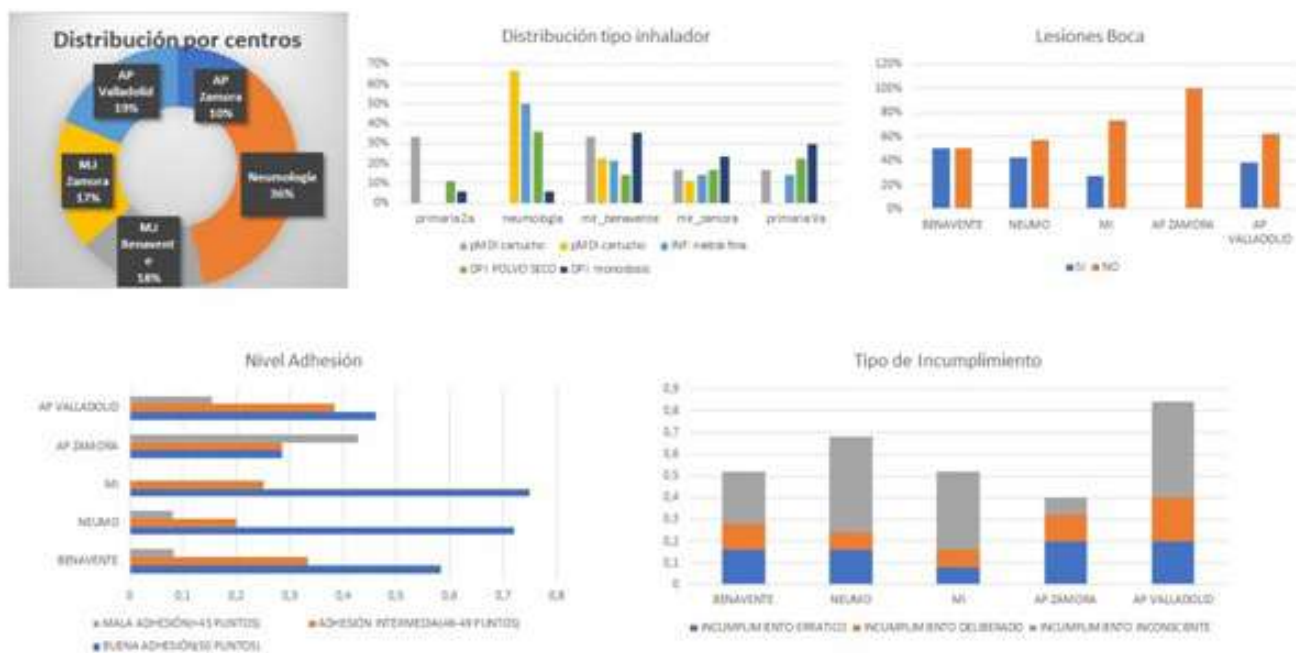 Distribución por centros
AP
Valladolid
19%
AP
Zamora
10%
Neumología
36%
MI
Zamora
17%
MI
Benavent
e
18%
Distribución tipo inhalador
70%
60%
50%
40%
30%
20%
10%
0%
neumología
mir_benavente
mir_zamora
pMDI cartucho
pMDI cartucho
INF. niebla fina
DPI POLVO SECO
DPI monodosis
Lesiones Boca
120%
100%
80%
60%
40%
20%
0%
BENAVENTE
NEUMO
MI
AP ZAMORA
AP
VALLADOLID
SI
NO
Nivel Adhesión
AP VALLADOLID
AP ZAMORA
MI
NEUMO
BENAVENTE
0
0,1
0,2
0,3
0,4
0,5
0,6
0,7
0,8
MALA ADHESIÓN(<45 PUNTOS)
ADHESIÓN INTERMEDIA(46-49 PUNTOS)
BUENA ADHESIÓN(50 PUNTOS)
Tipo de Incumplimiento
0,9
0,8
0,7
0,6
0,5
0,4
0,3
0,2
0,1
0
BENAVENTE
NEUMO
MI
AP ZAMORA
AP VALLADOLID
INCUMPLIMIENTO ERRATICO
INCUMPLIMIENTO DELIBERADO
INCUMPLIMIENTO INCONSCIENTE